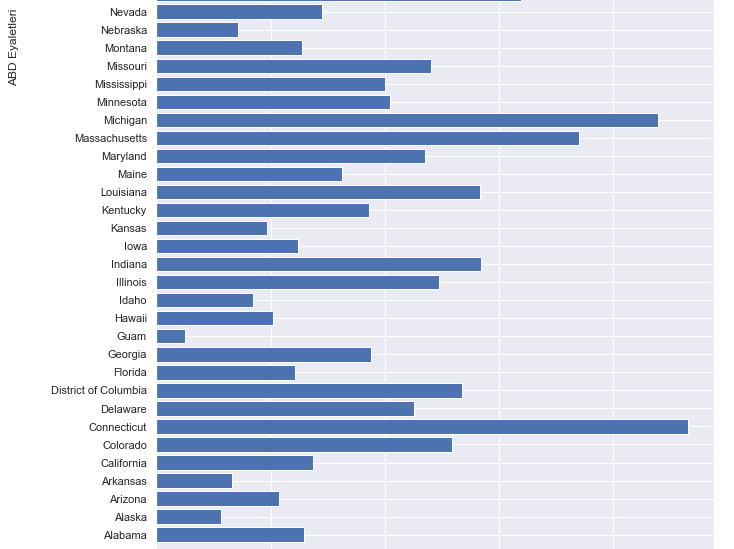 ABD Eyaletleri
Nevada
Nebraska
Montana
Missouri
Mississippi
Minnesota
Michigan
Massachusetts
Maryland
Maine
Louisiana
Kentucky
Kansas
Iowa
Indiana
Illinois
Idaho
Hawaii
Guam
Georgia
Florida
District of Columbia
Delaware
Connecticut
Colorado
California
Arkansas
Arizona
Alaska
Alabama